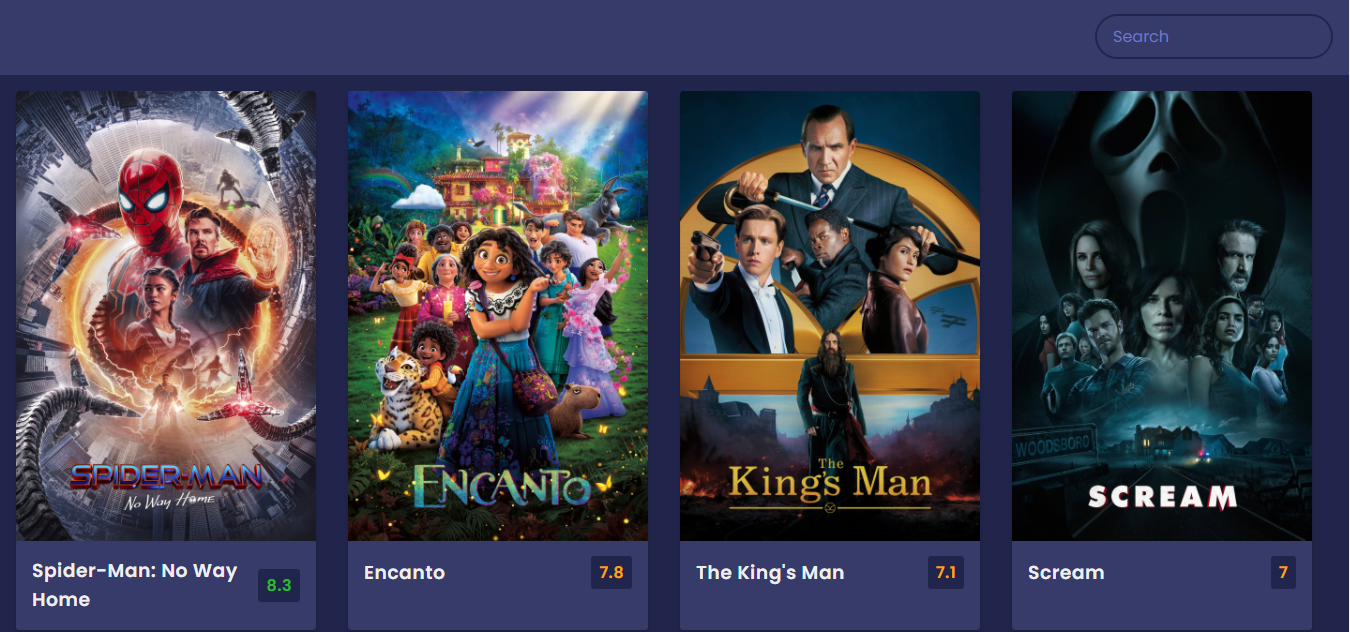 Search
SPIDER-MAN
No Way Home
ENCANTO
The
King's Man
WOODSBORO
SCREAM
Spider-Man: No Way
Home
8.3
Encanto
7.8
The King's Man
7.1
Scream
7